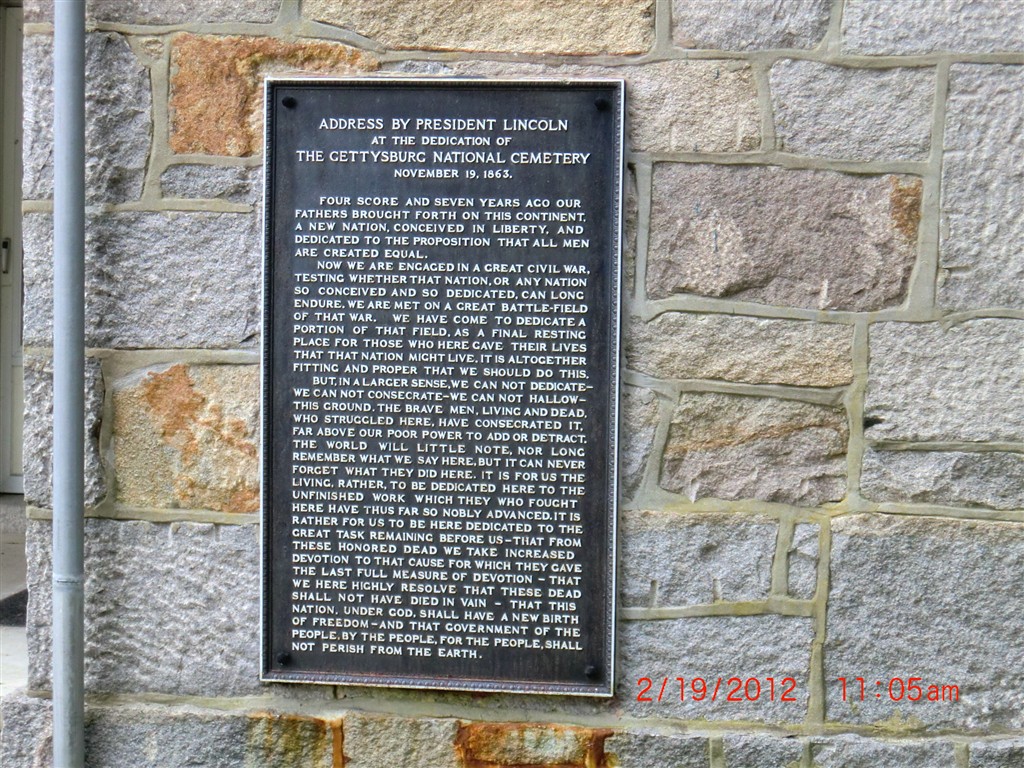 ADDRESS BY PRESIDENT LINCOLN
AT THE DEDICATION OF
THE GETTYSBURG NATIONAL CEMETERY
NOVEMBER 19, 1863.
FOUR SCORE AND SEVEN YEARS AGO OUR
FATHERS BROUGHT FORTH ON THIS CONTINENT,
A NEW NATION, CONCEIVED IN LIBERTY, AND
DEDICATED TO THE PROPOSITION THAT ALL MEN
ARE CREATED EQUAL.
NOW WE ARE ENGAGED IN A GREAT CIVIL WAR,
TESTING WHETHER THAT NATION, OR ANY NATION
SO CONCEIVED AND SO DEDICATED, CAN LONG
ENDURE. WE ARE MET ON A GREAT BATTLE-FIELD
OF THAT WAR. WE HAVE COME TO DEDICATE A
PORTION OF THAT FIELD, AS A FINAL RESTING
PLACE FOR THOSE WHO HERE GAVE THEIR LIVES
THAT THAT NATION MIGHT LIVE. IT IS ALTOGETHER
FITTING AND PROPER THAT WE SHOULD DO THIS.
BUT, IN A LARGER SENSE, WE CAN NOT DEDICATE—
WE CAN NOT CONSECRATE—WE CAN NOT HALLOW—
THIS GROUND. THE BRAVE MEN, LIVING AND DEAD,
WHO STRUGGLED HERE, HAVE CONSECRATED IT,
FAR ABOVE OUR POOR POWER TO ADD OR DETRACT.
THE WORLD WILL LITTLE NOTE, NOR LONG
REMEMBER WHAT WE SAY HERE, BUT IT CAN NEVER
FORGET WHAT THEY DID HERE. IT IS FOR US THE
LIVING, RATHER, TO BE DEDICATED HERE TO THE
UNFINISHED WORK WHICH THEY WHO FOUGHT
HERE HAVE THUS FAR SO NOBLY ADVANCED. IT IS
RATHER FOR US TO BE HERE DEDICATED TO THE
GREAT TASK REMAINING BEFORE US—THAT FROM
THESE HONORED DEAD WE TAKE INCREASED
DEVOTION TO THAT CAUSE FOR WHICH THEY GAVE
THE LAST FULL MEASURE OF DEVOTION — THAT
WE HERE HIGHLY RESOLVE THAT THESE DEAD
SHALL NOT HAVE DIED IN VAIN — THAT THIS
NATION, UNDER GOD, SHALL HAVE A NEW BIRTH
OF FREEDOM—AND THAT GOVERNMENT OF THE
PEOPLE, BY THE PEOPLE, FOR THE PEOPLE, SHALL
NOT PERISH FROM THE EARTH.
2/19/2012 11:05am